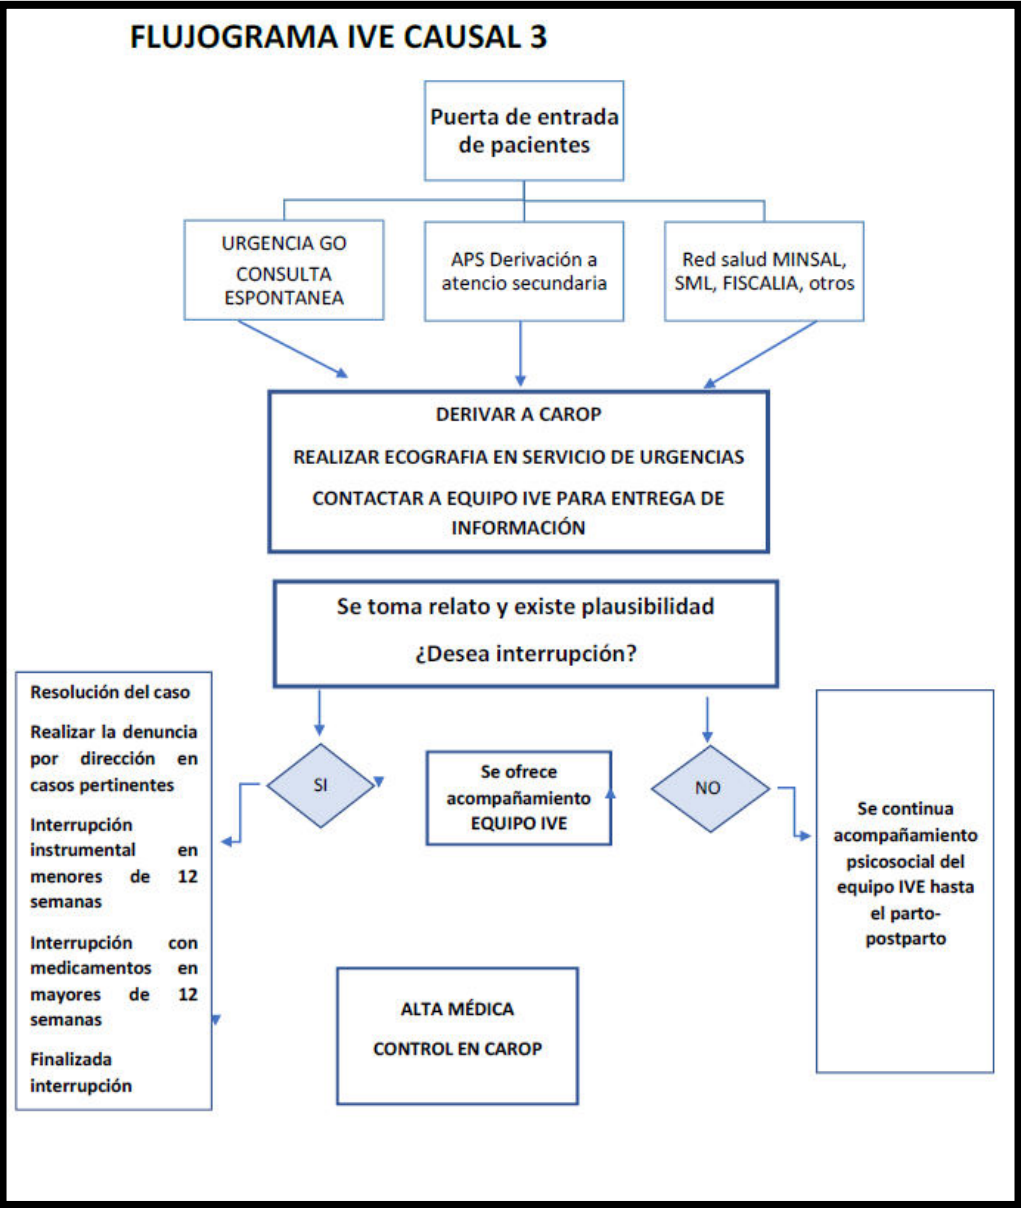 FLUJOGRAMA IVE CAUSAL 3
Puerta de entrada
de pacientes
URGENCIA GO
CONSULTA
ESPONTANEA
APS Derivación a
atencio secundaria
Red salud MINSAL,
SML, FISCALIA, otros
DERIVAR A CAROP
REALIZAR ECOGRAFIA EN SERVICIO DE URGENCIAS
CONTACTAR A EQUIPO IVE PARA ENTREGA DE
INFORMACIÓN
Se toma relato y existe plausibilidad
¿Desea interrupción?
Resolución del caso
Realizar la denuncia
por dirección en
casos pertinentes
Interrupción
instrumental en
menores de 12
semanas
Interrupción con
medicamentos en
mayores de 12
semanas
Finalizada
interrupción
SI
Se ofrece
acompañamiento
EQUIPO IVE
NO
Se continua
acompañamiento
psicosocial del
equipo IVE hasta
el parto-
postparto
ALTA MÉDICA
CONTROL EN CAROP